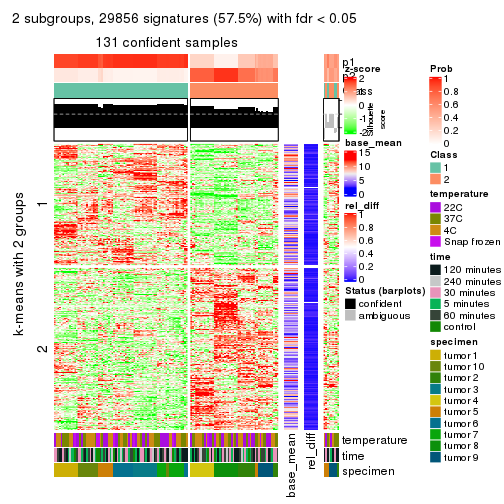 2 subgroups, 29856 signatures (57.5%) with fdr < 0.05
131 confident samples
p1
p2
Class
silhouette
score
k-means with 2 groups
1
2
temperature
time
specimen
base_mean
rel_diff
z-score
2
1
0
-1
-2
base_mean
15
10
5
0
rel_diff
1
0.8
0.6
0.4
0.2
0
Status (barplots)
confident
ambiguous
Prob
1
0.8
0.6
0.4
0.2
0
Class
1
2
temperature
22C
37C
4C
Snap frozen
time
120 minutes
240 minutes
30 minutes
5 minutes
60 minutes
control
specimen
tumor 1
tumor 10
tumor 2
tumor 3
tumor 4
tumor 5
tumor 6
tumor 7
tumor 8
tumor 9